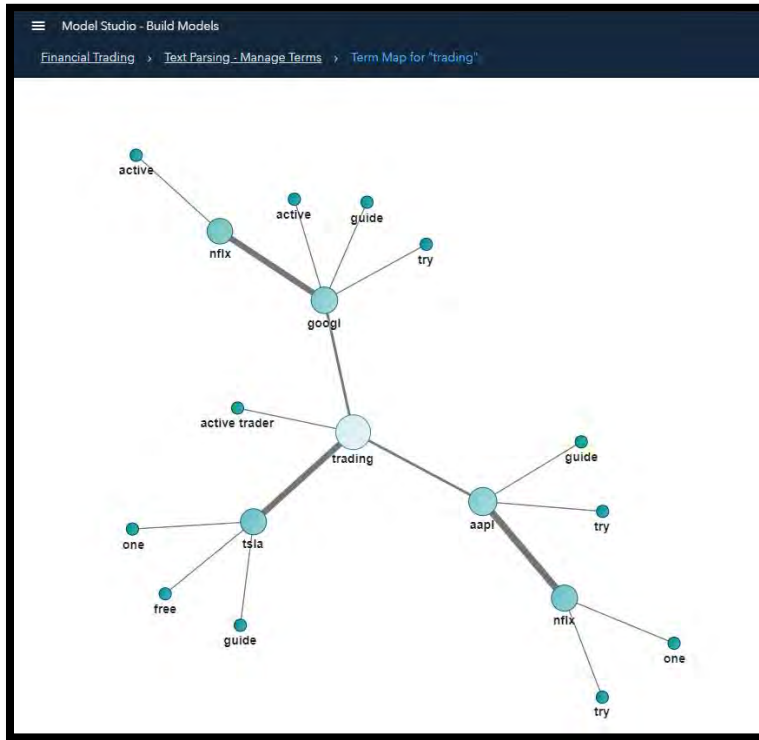 Model Studio - Build Models
Financial Trading › Text Parsing - Manage Terms › Term Map for "trading"
active
active
guide
nflx
try
googl
active trader
trading
guide
aapl
try
one
tsla
free
nflx
guide
one
try